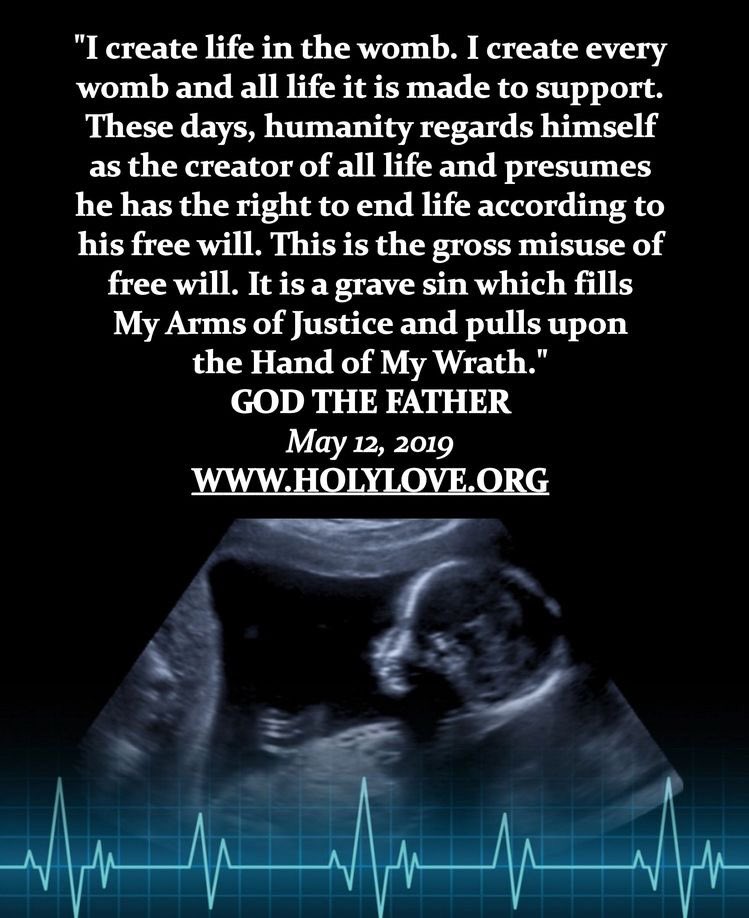 "I create life in the womb. I create every
womb and all life it is made to support.
These days, humanity regards himself
as the creator of all life and presumes
he has the right to end life according to
his free will. This is the gross misuse of
free will. It is a grave sin which fills
My Arms of Justice and pulls upon
the Hand of My Wrath."
GOD THE FATHER
May 12, 2019
WWW.HOLYLOVE.ORG